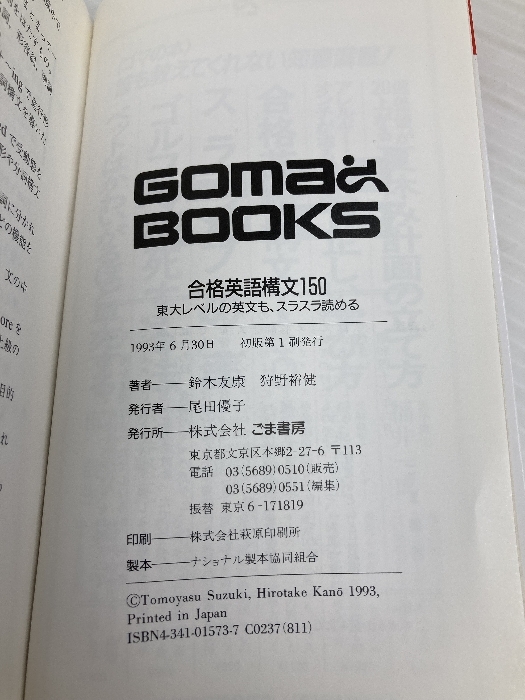 GOMA
BOOKS
合格英語構文150
東大レベルの英文も、スラスラ読める
1993年6月30日 初版第1刷発行
著者――鈴木友康 狩野裕健
発行者――尾田優子
発行所――株式会社 ごま書房
東京都文京区本郷2-27-6 〒113
電話 03(5689)0510(販売)
03(5689)0551(編集)
振替 東京6-171819
印刷――株式会社萩原印刷所
製本――ナショナル製本協同組合
©Tomoyasu Suzuki, Hirotake Kanō 1993,
Printed in Japan
ISBN4-341-01573-7 C0237(811)